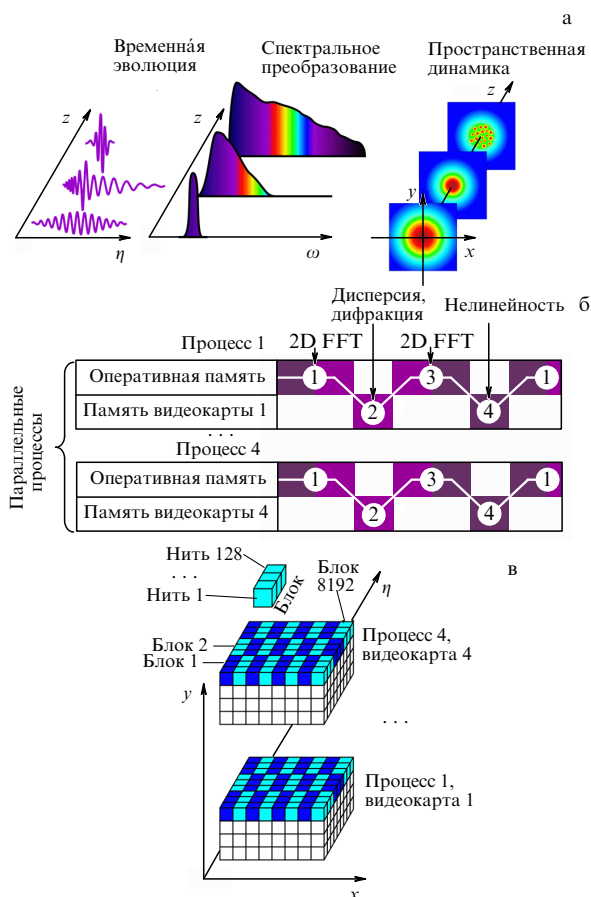 а
Временна́я
эволюция
Спектральное
преобразование
Пространственная
динамика
z
η
z
ω
z
y
x
Дисперсия,
дифракция
Нелинейность
б
Процесс 1
2D FFT
2D FFT
Параллельные
процессы
Оперативная память
1
3
1
Память видеокарты 1
2
4
. . .
Процесс 4
Оперативная память
1
3
1
Память видеокарты 4
2
4
в
Нить 128
. . .
Нить 1
Блок
Блок
8192
η
Блок 2
Блок 1
Процесс 4,
видеокарта 4
y
. . .
Процесс 1,
видеокарта 1
x